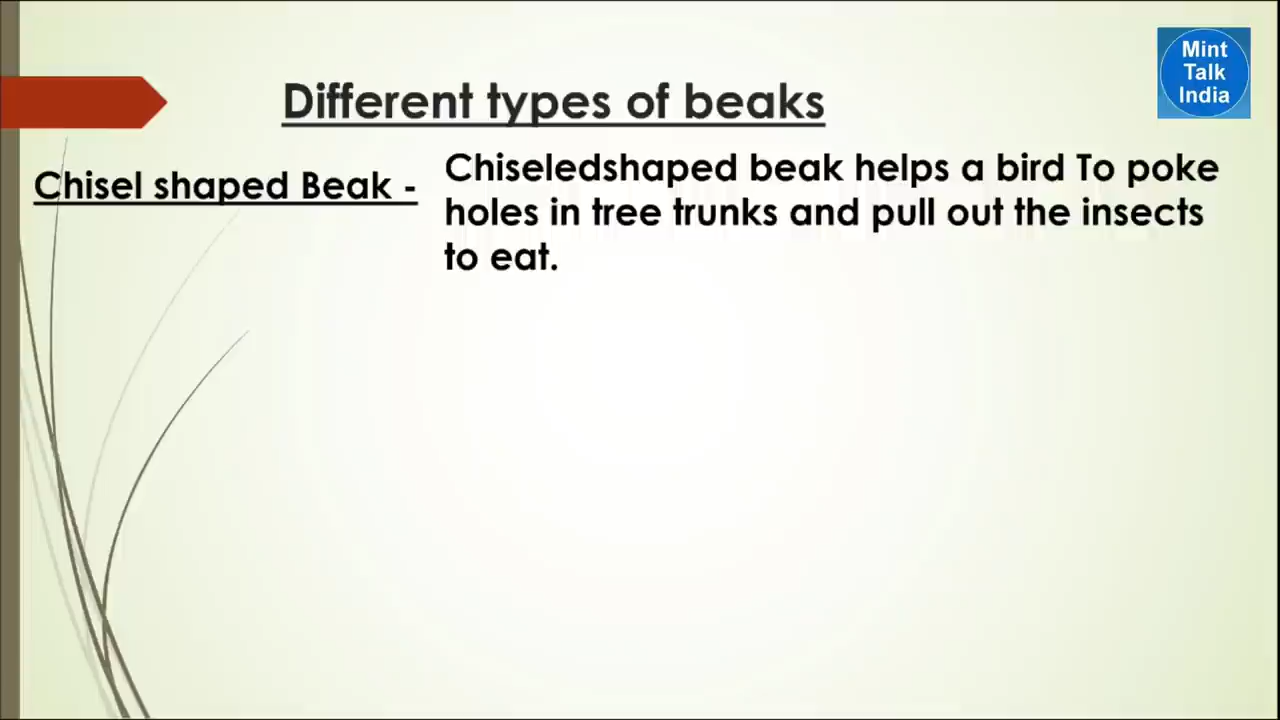 Mint
Talk
India
Different types of beaks
Chisel shaped Beak -
Chiseledshaped beak helps a bird To poke
holes in tree trunks and pull out the insects
to eat.